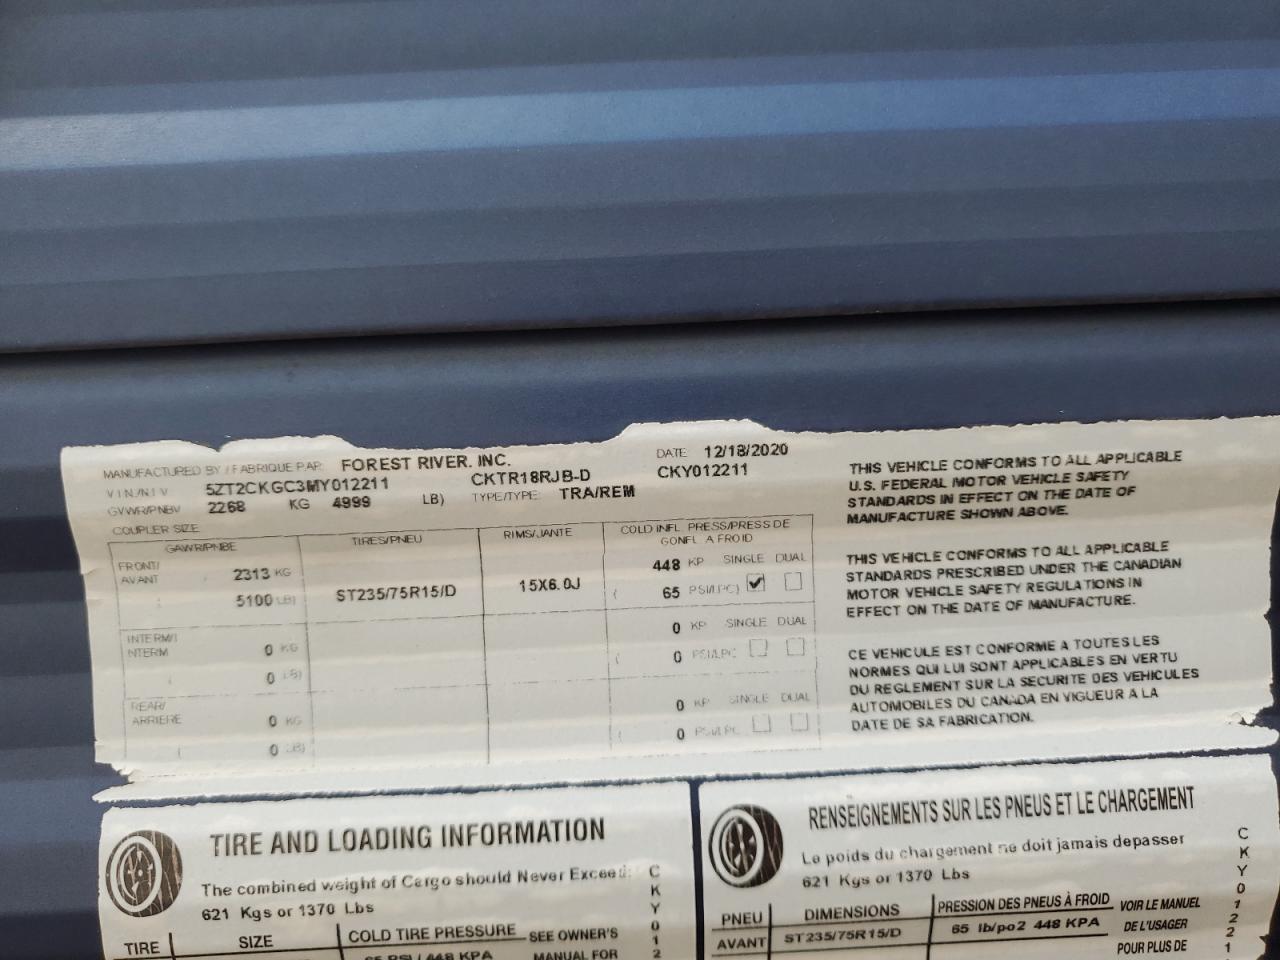 MANUFACTURED BY / FABRIQUE PAR: FOREST RIVER. INC. DATE 12/18/2020
V I N./N I V 5ZT2CKGC3MY012211 CKTR18RJB-D CKY012211
GVWR/PNBV 2268 KG 4999 LB) TYPE/TYPE: TRA/REM
COUPLER SIZE
GAWR/PNBE TIRES/PNEU RIMS/JANTE COLD INFL. PRESS/PRESS DE
GONFL. A FROID
FRONT/ 2313 KG ST235/75R15/D 15X6.0J 448 KP SINGLE DUAL
AVANT
( 5100 LB) ( 65 PSI/LPC)
INTERM/I 0 KG 0 KP SINGLE DUAL
NTERM
( 0 LB) ( 0 PSI/LPC
REAR/ 0 KG 0 KP SINGLE DUAL
ARRIERE
( 0 LB) ( 0 PSI/LPC
THIS VEHICLE CONFORMS TO ALL APPLICABLE
U.S. FEDERAL MOTOR VEHICLE SAFETY
STANDARDS IN EFFECT ON THE DATE OF
MANUFACTURE SHOWN ABOVE.
THIS VEHICLE CONFORMS TO ALL APPLICABLE
STANDARDS PRESCRIBED UNDER THE CANADIAN
MOTOR VEHICLE SAFETY REGULATIONS IN
EFFECT ON THE DATE OF MANUFACTURE.
CE VEHICULE EST CONFORME A TOUTES LES
NORMES QUI LUI SONT APPLICABLES EN VERTU
DU REGLEMENT SUR LA SECURITE DES VEHICULES
AUTOMOBILES DU CANADA EN VIGUEUR A LA
DATE DE SA FABRICATION.
TIRE AND LOADING INFORMATION
The combined weight of Cargo should Never Exceed:
621 Kgs or 1370 Lbs
TIRE SIZE COLD TIRE PRESSURE SEE OWNER'S
65 PSI / 448 KPA MANUAL FOR
CKY012
RENSEIGNEMENTS SUR LES PNEUS ET LE CHARGEMENT
Le poids du chargement ne doit jamais depasser
621 Kgs or 1370 Lbs
PNEU DIMENSIONS PRESSION DES PNEUS À FROID VOIR LE MANUEL
AVANT ST235/75R15/D 65 lb/po2 448 KPA DE L'USAGER
POUR PLUS DE
CKY01221